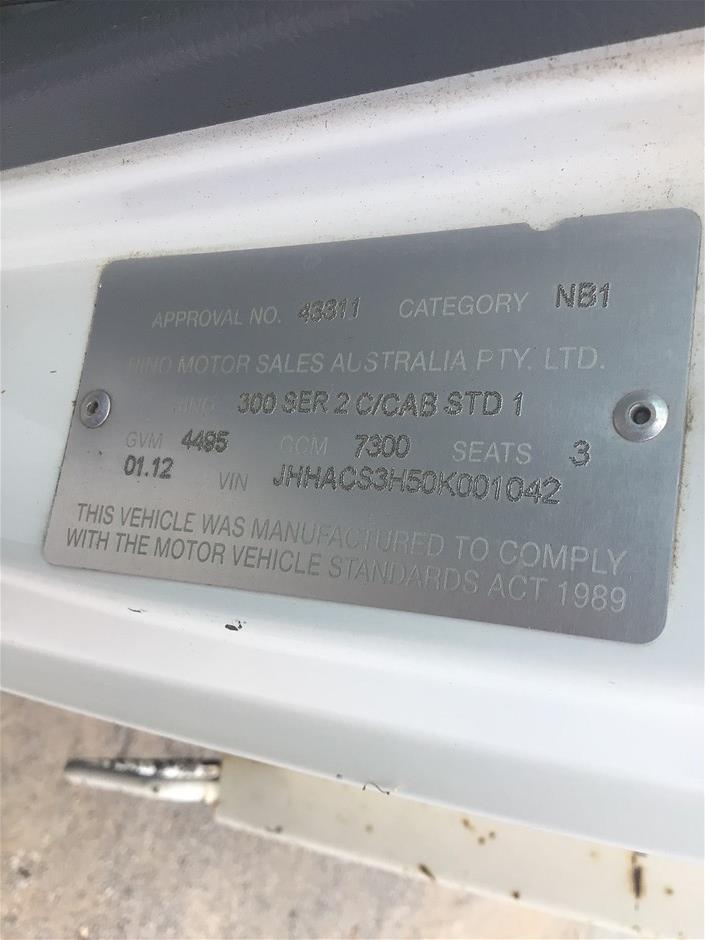 APPROVAL NO. 43311 CATEGORY NB1
HINO MOTOR SALES AUSTRALIA PTY. LTD.
HINO 300 SER 2 C/CAB STD 1
GVM 4495 GCM 7300 SEATS 3
01.12 VIN JHHACS3H50K001042
THIS VEHICLE WAS MANUFACTURED TO COMPLY
WITH THE MOTOR VEHICLE STANDARDS ACT 1989